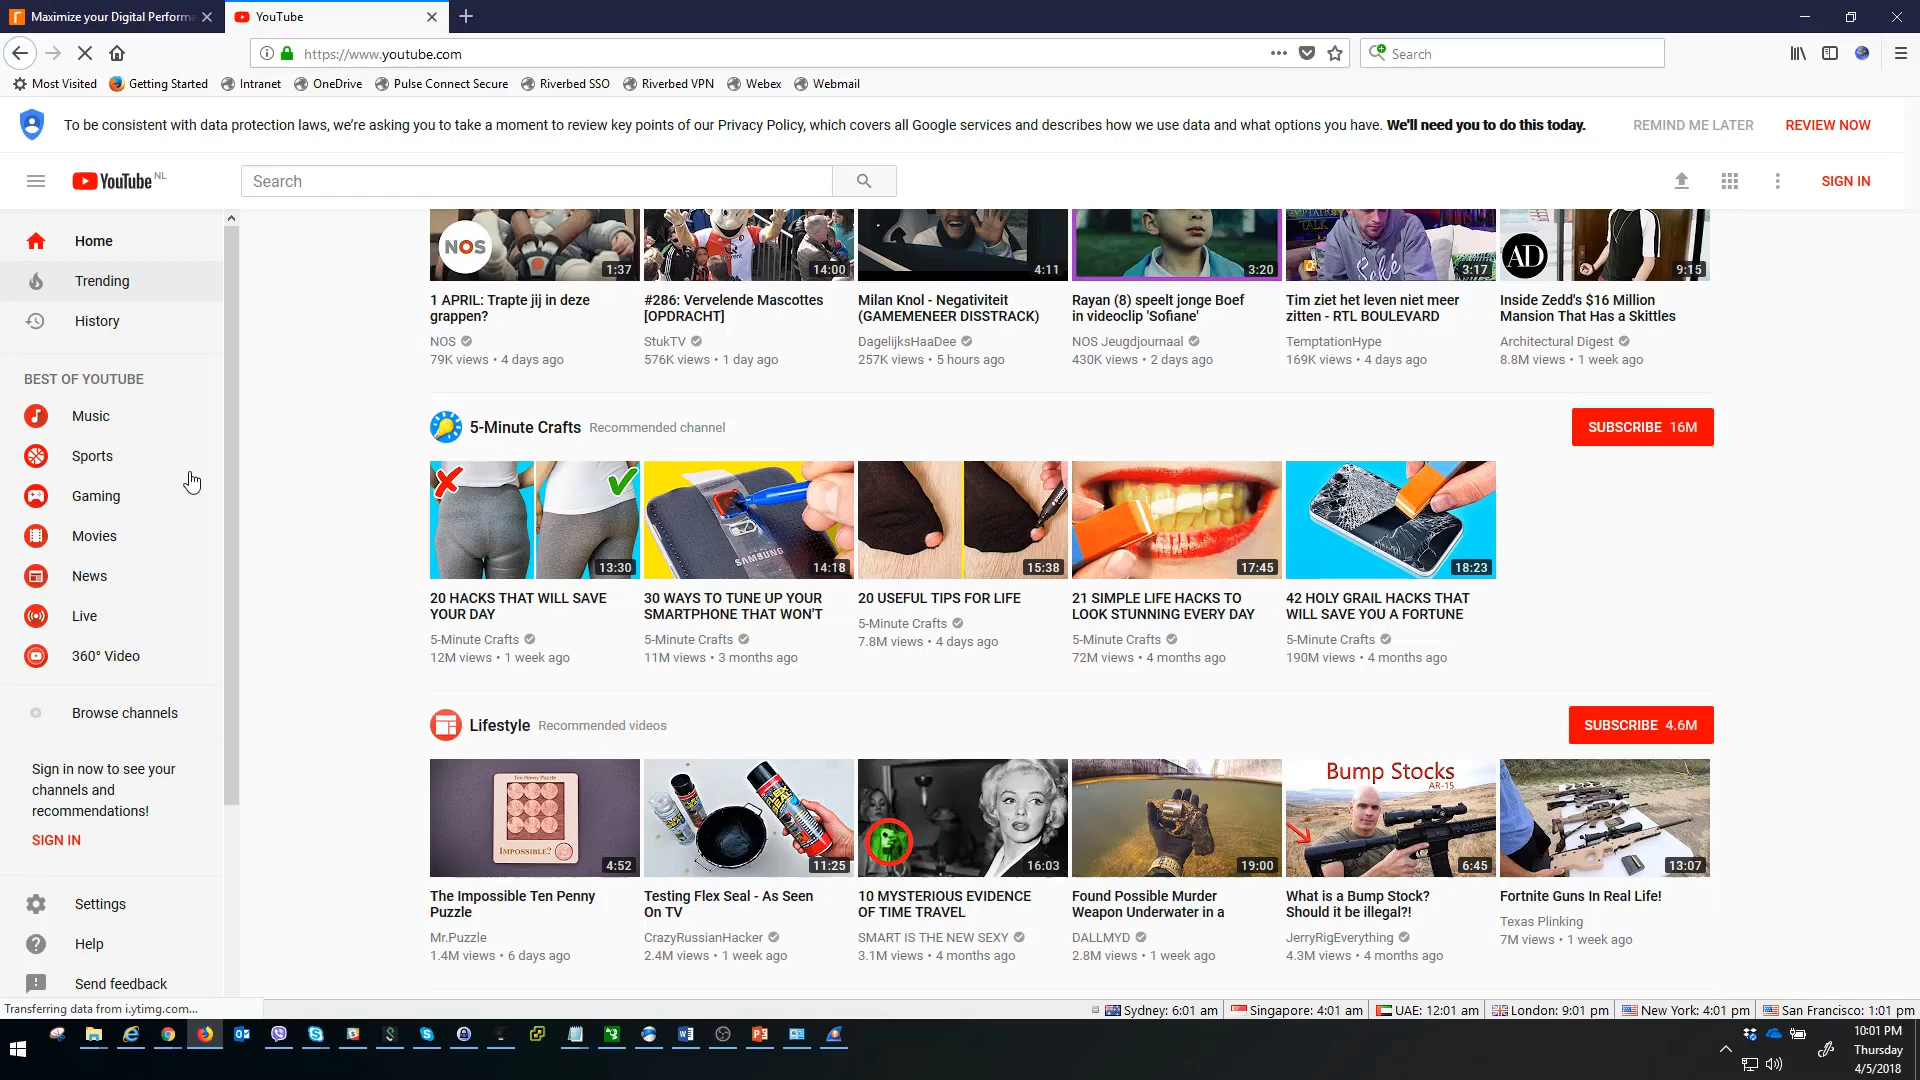 Maximize your Digital Performa
YouTube
https://www.youtube.com
Search
Most Visited
Getting Started
Intranet
OneDrive
Pulse Connect Secure
Riverbed SSO
Riverbed VPN
Webex
Webmail
To be consistent with data protection laws, we're asking you to take a moment to review key points of our Privacy Policy, which covers all Google services and describes how we use data and what options you have. We'll need you to do this today.
REMIND ME LATER
REVIEW NOW
YouTube NL
Search
SIGN IN
Home
Trending
History
BEST OF YOUTUBE
Music
Sports
Gaming
Movies
News
Live
360° Video
Browse channels
Sign in now to see your
channels and
recommendations!
SIGN IN
Settings
Help
Send feedback
NOS
1:37
14:00
4:11
3:20
3:17
AD
9:15
1 APRIL: Trapte jij in deze
grappen?
NOS
79K views • 4 days ago
#286: Vervelende Mascottes
[OPDRACHT]
StukTV
576K views • 1 day ago
Milan Knol - Negativiteit
(GAMEMENEER DISSTRACK)
DagelijksHaaDee
257K views • 5 hours ago
Rayan (8) speelt jonge Boef
in videoclip 'Sofiane'
NOS Jeugdjournaal
430K views • 2 days ago
Tim ziet het leven niet meer
zitten - RTL BOULEVARD
TemptationHype
169K views • 4 days ago
Inside Zedd's $16 Million
Mansion That Has a Skittles
Architectural Digest
8.8M views • 1 week ago
5-Minute Crafts Recommended channel
SUBSCRIBE 16M
13:30
SAMSUNG
14:18
15:38
17:45
18:23
20 HACKS THAT WILL SAVE
YOUR DAY
5-Minute Crafts
12M views • 1 week ago
30 WAYS TO TUNE UP YOUR
SMARTPHONE THAT WON'T
5-Minute Crafts
11M views • 3 months ago
20 USEFUL TIPS FOR LIFE
5-Minute Crafts
7.8M views • 4 days ago
21 SIMPLE LIFE HACKS TO
LOOK STUNNING EVERY DAY
5-Minute Crafts
72M views • 4 months ago
42 HOLY GRAIL HACKS THAT
WILL SAVE YOU A FORTUNE
5-Minute Crafts
190M views • 4 months ago
Lifestyle Recommended videos
SUBSCRIBE 4.6M
Ten Penny Puzzle
IMPOSSIBLE?
4:52
11:25
16:03
19:00
Bump Stocks
AR-15
6:45
13:07
The Impossible Ten Penny
Puzzle
Mr.Puzzle
1.4M views • 6 days ago
Testing Flex Seal - As Seen
On TV
CrazyRussianHacker
2.4M views • 1 week ago
10 MYSTERIOUS EVIDENCE
OF TIME TRAVEL
SMART IS THE NEW SEXY
3.1M views • 4 months ago
Found Possible Murder
Weapon Underwater in a
DALLMYD
2.8M views • 1 week ago
What is a Bump Stock?
Should it be illegal?!
JerryRigEverything
4.3M views • 4 months ago
Fortnite Guns In Real Life!
Texas Plinking
7M views • 1 week ago
Transferring data from i.ytimg.com...
Sydney: 6:01 am
Singapore: 4:01 am
UAE: 12:01 am
London: 9:01 pm
New York: 4:01 pm
San Francisco: 1:01 pm
10:01 PM
Thursday
4/5/2018